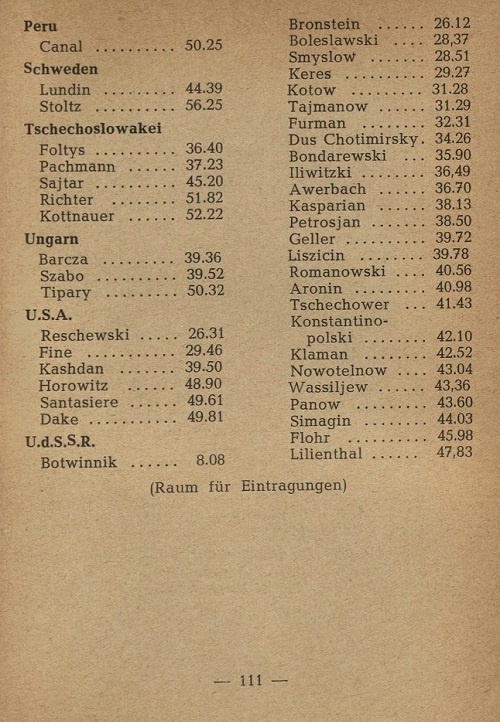 Peru
Canal .......... 50.25
Schweden
Lundin ......... 44.39
Stoltz .......... 56.25
Tschechoslowakei
Foltys .......... 36.40
Pachmann ...... 37.23
Sajtar .......... 45.20
Richter ........ 51.82
Kottnauer ...... 52.22
Ungarn
Barcza ......... 39.36
Szabo .......... 39.52
Tipary ......... 50.32
U.S.A.
Reschewski ..... 26.31
Fine ........... 29.46
Kashdan ....... 39.50
Horowitz ...... 48.90
Santasiere ...... 49.61
Dake .......... 49.81
U.d.S.S.R.
Botwinnik ...... 8.08
Bronstein ...... 26.12
Boleslawski .... 28,37
Smyslow ....... 28.51
Keres ......... 29.27
Kotow ......... 31.28
Tajmanow ..... 31.29
Furman ........ 32.31
Dus Chotimirsky. 34.26
Bondarewski ... 35.90
Iliwitzki ....... 36,49
Awerbach ...... 36.70
Kasparian ...... 38.13
Petrosjan ...... 38.50
Geller .......... 39.72
Liszicin ........ 39.78
Romanowski .... 40.56
Aronin ......... 40.98
Tschechower ... 41.43
Konstantino-
polski ........ 42.10
Klaman ........ 42.52
Nowotelnow .... 43.04
Wassiljew ...... 43,36
Panow ......... 43.60
Simagin ....... 44.03
Flohr ......... 45.98
Lilienthal ....... 47,83
(Raum für Eintragungen)
— 111 —